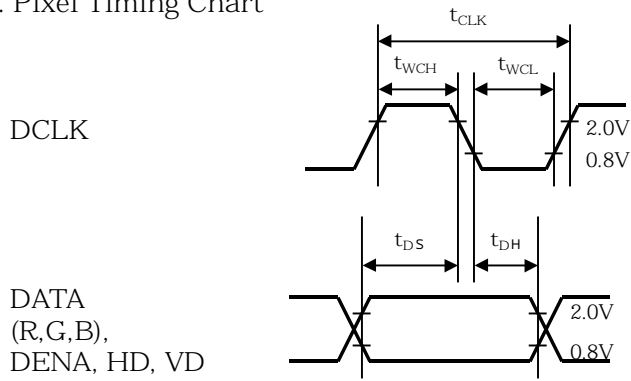 . Pixel Timing Chart
tCLK
tWCH tWCL
DCLK
2.0V
0.8V
tDS tDH
DATA
(R,G,B),
DENA, HD, VD
2.0V
0.8V